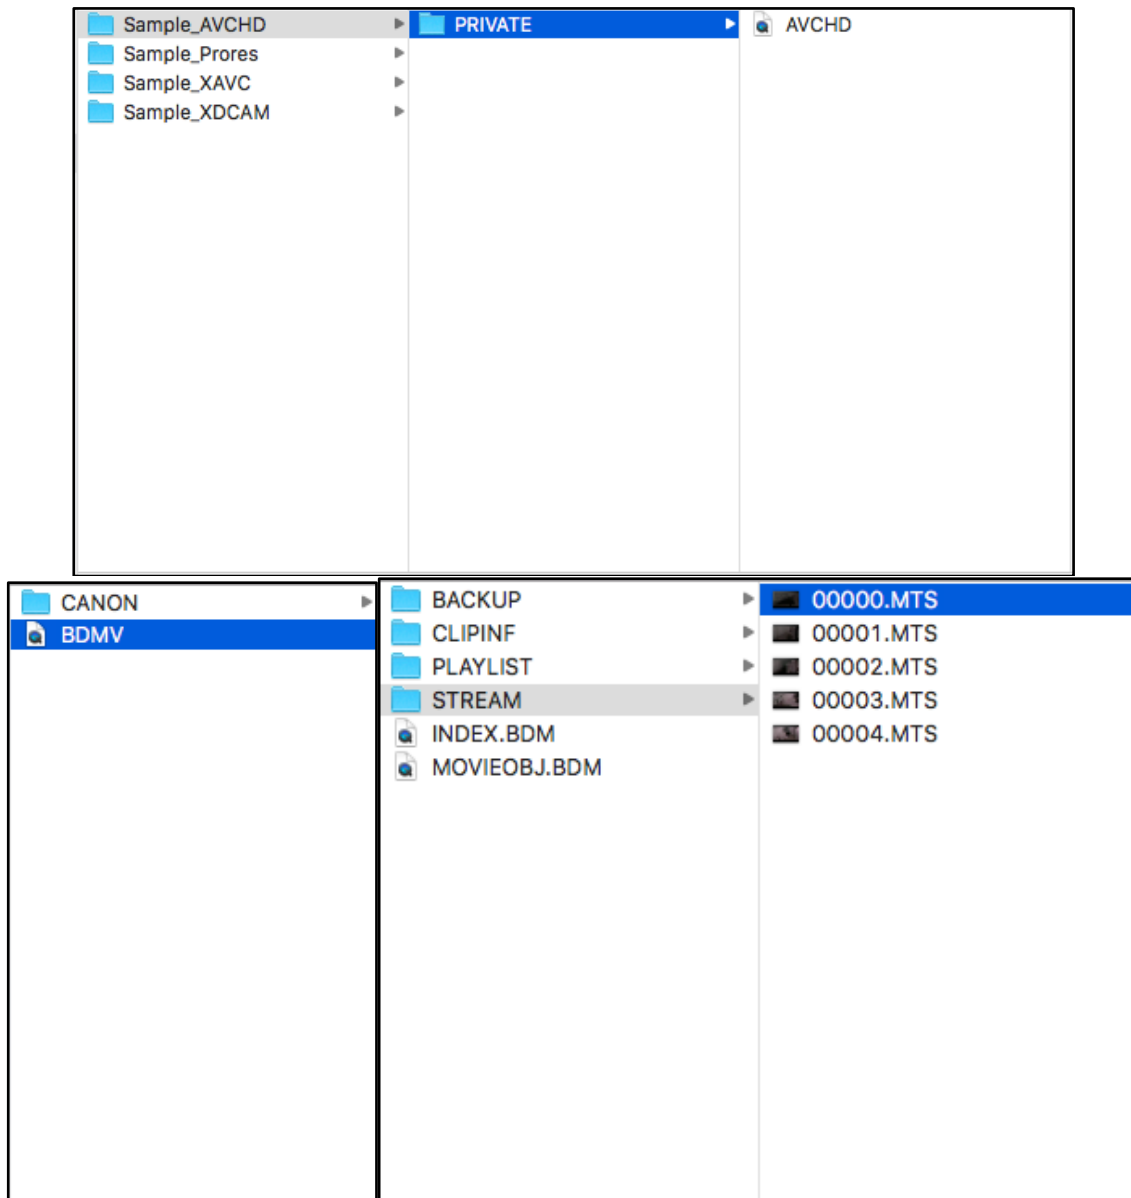 Sample_AVCHD
Sample_Prores
Sample_XAVC
Sample_XDCAM
PRIVATE
AVCHD
CANON
BDMV
BACKUP
CLIPINF
PLAYLIST
STREAM
INDEX.BDM
MOVIEOBJ.BDM
00000.MTS
00001.MTS
00002.MTS
00003.MTS
00004.MTS